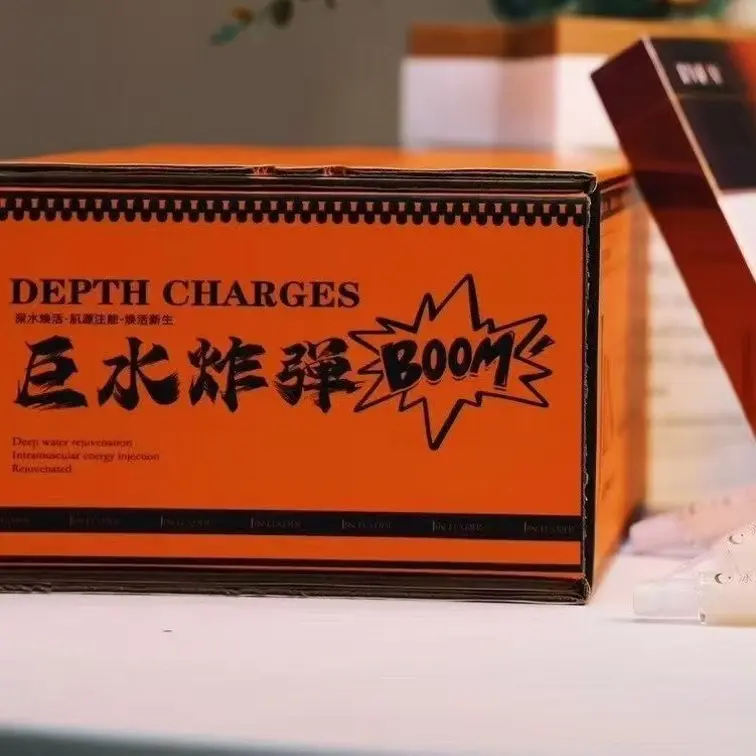 DEPTH CHARGES
深水焕活·肌源注能·焕活新生
巨水炸弹
BOOM
Deep water rejuvenation
Intramuscular energy injection
Rejuvenated